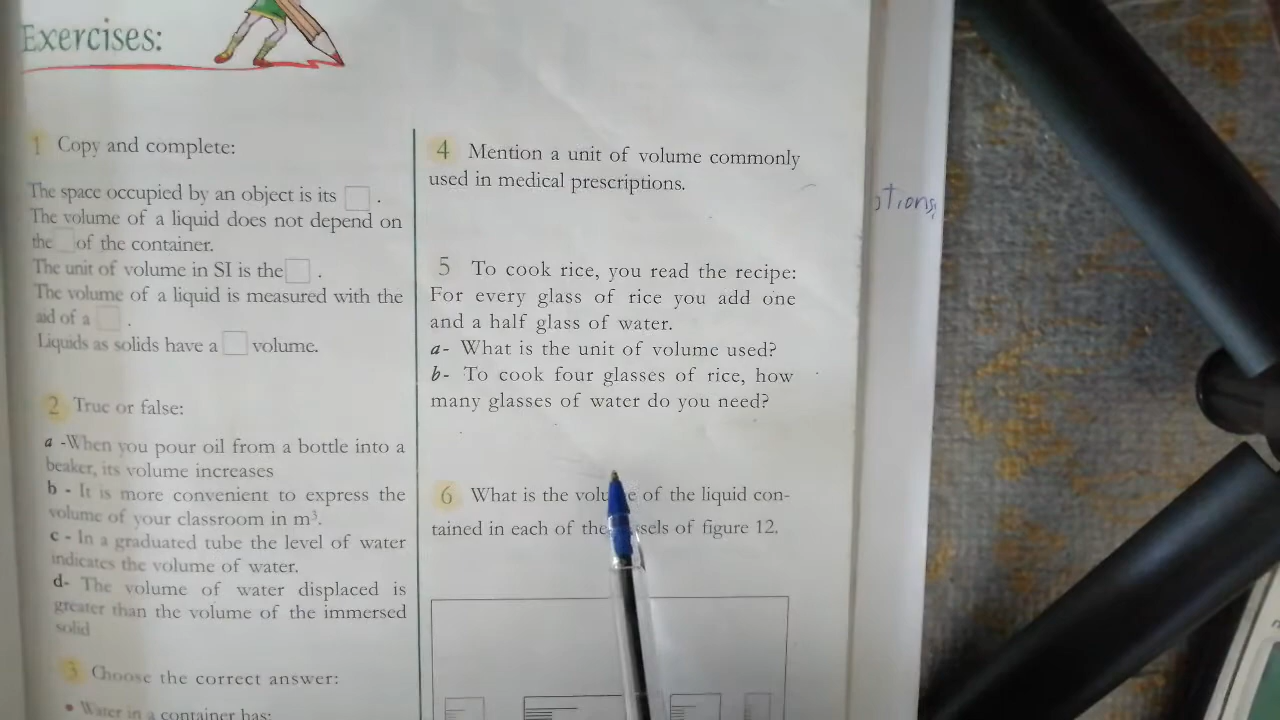 Exercises:
1 Copy and complete:
The space occupied by an object is its .
The volume of a liquid does not depend on
the of the container.
The unit of volume in SI is the .
The volume of a liquid is measured with the
aid of a .
Liquids as solids have a volume.
2 True or false:
a -When you pour oil from a bottle into a
beaker, its volume increases
b - It is more convenient to express the
volume of your classroom in m³.
c - In a graduated tube the level of water
indicates the volume of water.
d- The volume of water displaced is
greater than the volume of the immersed
solid
3 Choose the correct answer:
• Water in a container has:
4 Mention a unit of volume commonly
used in medical prescriptions.
5 To cook rice, you read the recipe:
For every glass of rice you add one
and a half glass of water.
a- What is the unit of volume used?
b- To cook four glasses of rice, how
many glasses of water do you need?
6 What is the of the liquid con-
tained in each of the of figure 12.